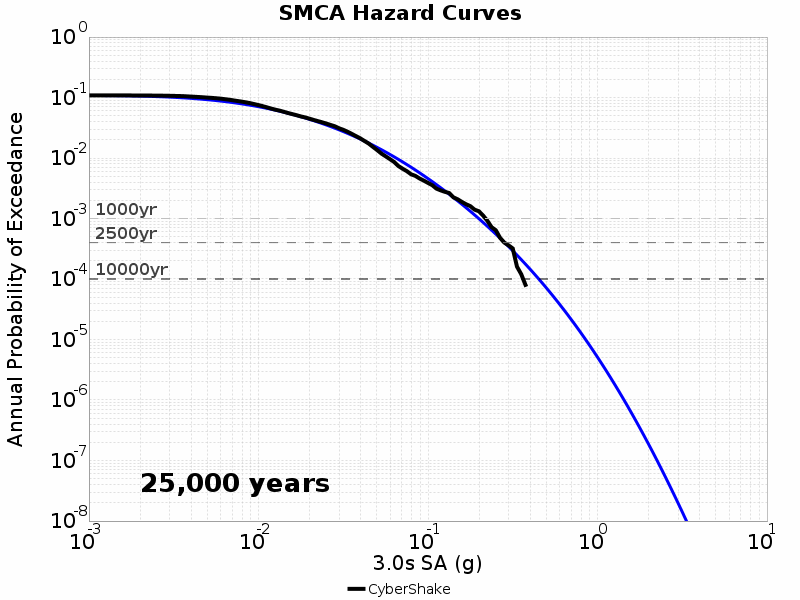 SMCA Hazard Curves
Annual Probability of Exceedance
10^0
10^-1
10^-2
10^-3
10^-4
10^-5
10^-6
10^-7
10^-8
1000yr
2500yr
10000yr
25,000 years
10^-3
10^-2
10^-1
10^0
10^1
3.0s SA (g)
CyberShake